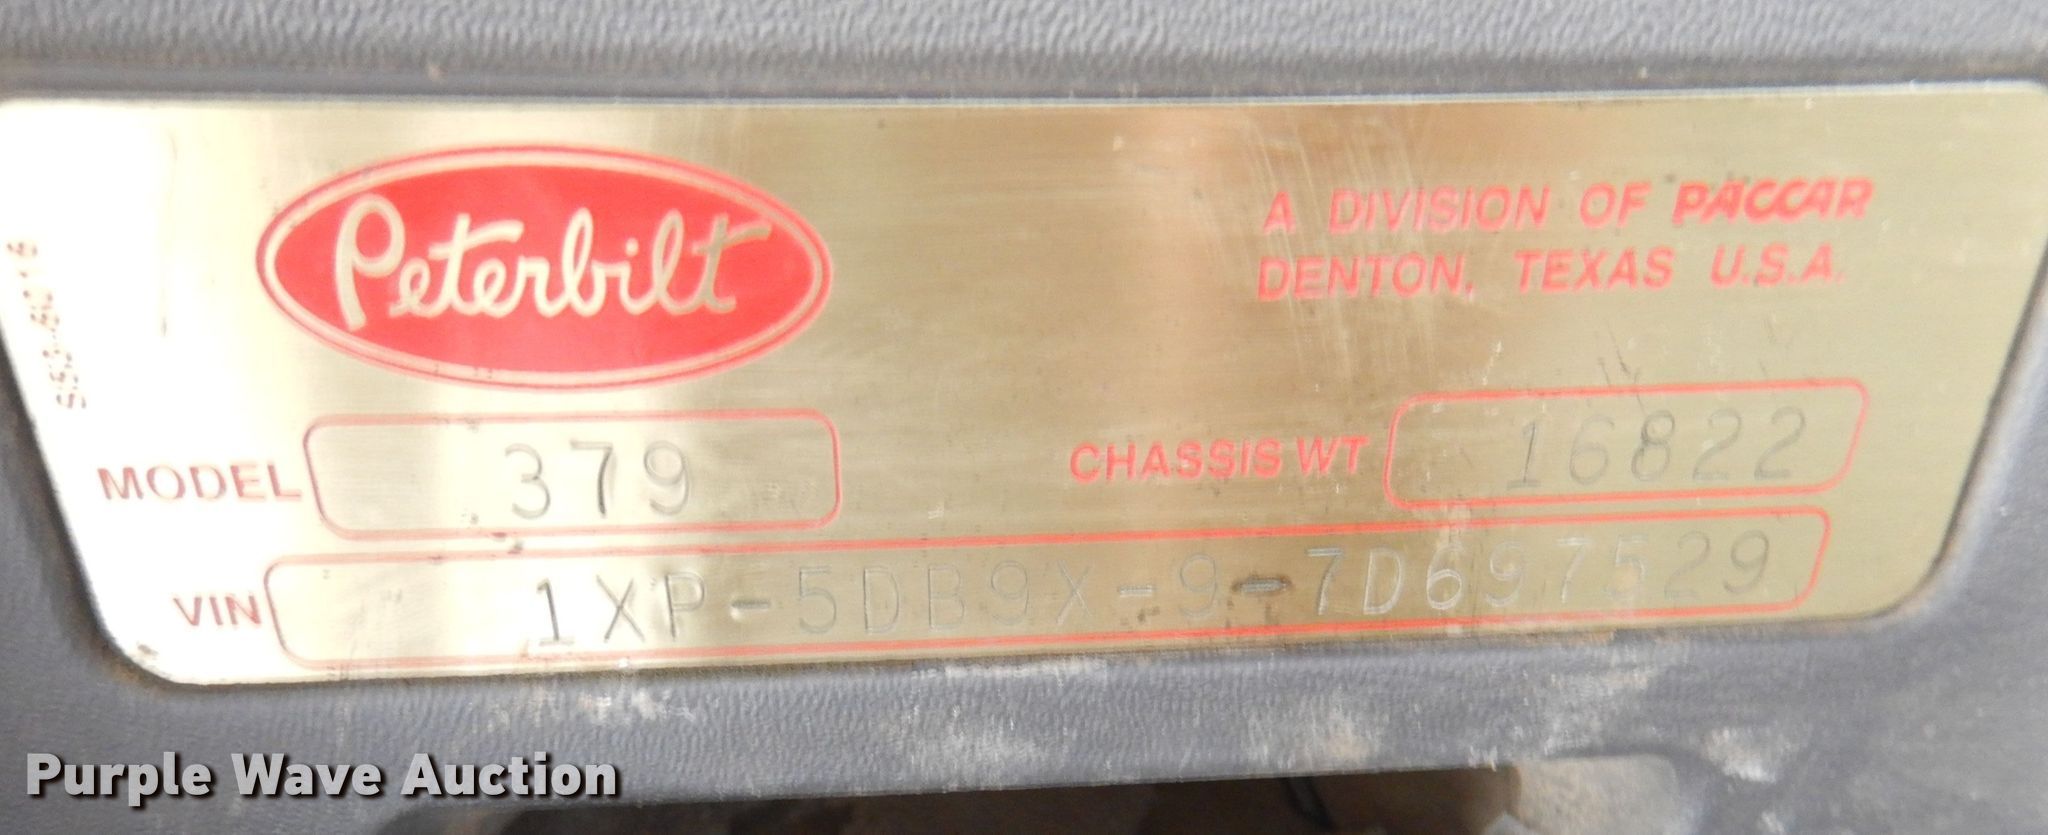 Peterbilt
A DIVISION OF PACCAR
DENTON, TEXAS U.S.A.
MODEL 379
CHASSIS WT 16822
VIN 1XP-5DB9X-9-7D697529
Purple Wave Auction